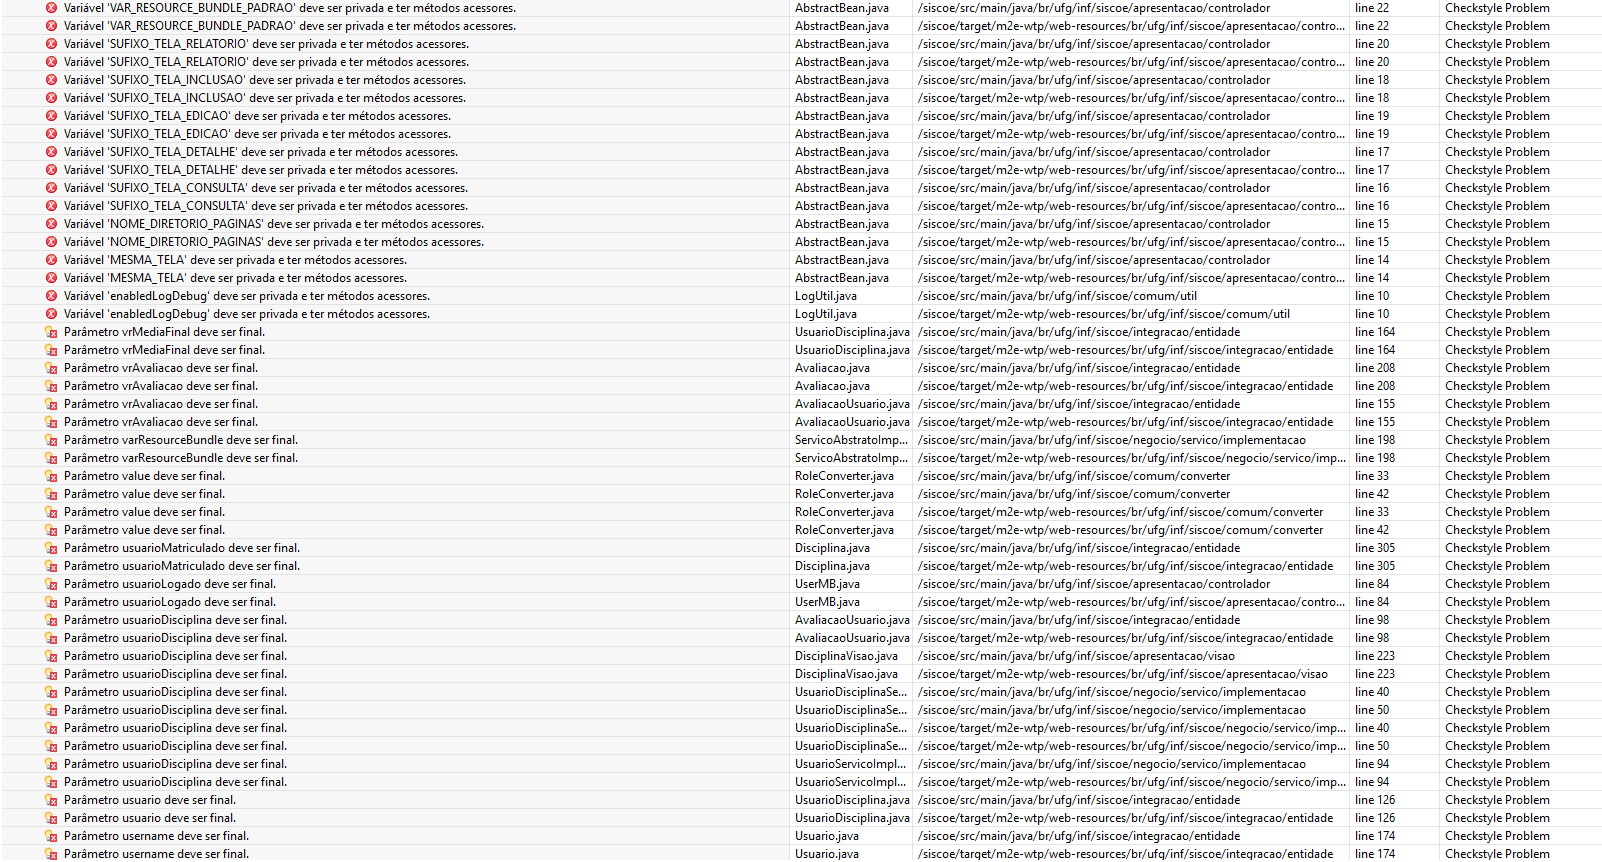 Variável 'VAR_RESOURCE_BUNDLE_PADRAO' deve ser privada e ter métodos acessores. AbstractBean.java /siscoe/src/main/java/br/ufg/inf/siscoe/apresentacao/controlador line 22 Checkstyle Problem
Variável 'VAR_RESOURCE_BUNDLE_PADRAO' deve ser privada e ter métodos acessores. AbstractBean.java /siscoe/target/m2e-wtp/web-resources/br/ufg/inf/siscoe/apresentacao/contro... line 22 Checkstyle Problem
Variável 'SUFIXO_TELA_RELATORIO' deve ser privada e ter métodos acessores. AbstractBean.java /siscoe/src/main/java/br/ufg/inf/siscoe/apresentacao/controlador line 20 Checkstyle Problem
Variável 'SUFIXO_TELA_RELATORIO' deve ser privada e ter métodos acessores. AbstractBean.java /siscoe/target/m2e-wtp/web-resources/br/ufg/inf/siscoe/apresentacao/contro... line 20 Checkstyle Problem
Variável 'SUFIXO_TELA_INCLUSAO' deve ser privada e ter métodos acessores. AbstractBean.java /siscoe/src/main/java/br/ufg/inf/siscoe/apresentacao/controlador line 18 Checkstyle Problem
Variável 'SUFIXO_TELA_INCLUSAO' deve ser privada e ter métodos acessores. AbstractBean.java /siscoe/target/m2e-wtp/web-resources/br/ufg/inf/siscoe/apresentacao/contro... line 18 Checkstyle Problem
Variável 'SUFIXO_TELA_EDICAO' deve ser privada e ter métodos acessores. AbstractBean.java /siscoe/src/main/java/br/ufg/inf/siscoe/apresentacao/controlador line 19 Checkstyle Problem
Variável 'SUFIXO_TELA_EDICAO' deve ser privada e ter métodos acessores. AbstractBean.java /siscoe/target/m2e-wtp/web-resources/br/ufg/inf/siscoe/apresentacao/contro... line 19 Checkstyle Problem
Variável 'SUFIXO_TELA_DETALHE' deve ser privada e ter métodos acessores. AbstractBean.java /siscoe/src/main/java/br/ufg/inf/siscoe/apresentacao/controlador line 17 Checkstyle Problem
Variável 'SUFIXO_TELA_DETALHE' deve ser privada e ter métodos acessores. AbstractBean.java /siscoe/target/m2e-wtp/web-resources/br/ufg/inf/siscoe/apresentacao/contro... line 17 Checkstyle Problem
Variável 'SUFIXO_TELA_CONSULTA' deve ser privada e ter métodos acessores. AbstractBean.java /siscoe/src/main/java/br/ufg/inf/siscoe/apresentacao/controlador line 16 Checkstyle Problem
Variável 'SUFIXO_TELA_CONSULTA' deve ser privada e ter métodos acessores. AbstractBean.java /siscoe/target/m2e-wtp/web-resources/br/ufg/inf/siscoe/apresentacao/contro... line 16 Checkstyle Problem
Variável 'NOME_DIRETORIO_PAGINAS' deve ser privada e ter métodos acessores. AbstractBean.java /siscoe/src/main/java/br/ufg/inf/siscoe/apresentacao/controlador line 15 Checkstyle Problem
Variável 'NOME_DIRETORIO_PAGINAS' deve ser privada e ter métodos acessores. AbstractBean.java /siscoe/target/m2e-wtp/web-resources/br/ufg/inf/siscoe/apresentacao/contro... line 15 Checkstyle Problem
Variável 'MESMA_TELA' deve ser privada e ter métodos acessores. AbstractBean.java /siscoe/src/main/java/br/ufg/inf/siscoe/apresentacao/controlador line 14 Checkstyle Problem
Variável 'MESMA_TELA' deve ser privada e ter métodos acessores. AbstractBean.java /siscoe/target/m2e-wtp/web-resources/br/ufg/inf/siscoe/apresentacao/contro... line 14 Checkstyle Problem
Variável 'enabledLogDebug' deve ser privada e ter métodos acessores. LogUtil.java /siscoe/src/main/java/br/ufg/inf/siscoe/comum/util line 10 Checkstyle Problem
Variável 'enabledLogDebug' deve ser privada e ter métodos acessores. LogUtil.java /siscoe/target/m2e-wtp/web-resources/br/ufg/inf/siscoe/comum/util line 10 Checkstyle Problem
Parâmetro vrMediaFinal deve ser final. UsuarioDisciplina.java /siscoe/src/main/java/br/ufg/inf/siscoe/integracao/entidade line 164 Checkstyle Problem
Parâmetro vrMediaFinal deve ser final. UsuarioDisciplina.java /siscoe/target/m2e-wtp/web-resources/br/ufg/inf/siscoe/integracao/entidade line 164 Checkstyle Problem
Parâmetro vrAvaliacao deve ser final. Avaliacao.java /siscoe/src/main/java/br/ufg/inf/siscoe/integracao/entidade line 208 Checkstyle Problem
Parâmetro vrAvaliacao deve ser final. Avaliacao.java /siscoe/target/m2e-wtp/web-resources/br/ufg/inf/siscoe/integracao/entidade line 208 Checkstyle Problem
Parâmetro vrAvaliacao deve ser final. AvaliacaoUsuario.java /siscoe/src/main/java/br/ufg/inf/siscoe/integracao/entidade line 155 Checkstyle Problem
Parâmetro vrAvaliacao deve ser final. AvaliacaoUsuario.java /siscoe/target/m2e-wtp/web-resources/br/ufg/inf/siscoe/integracao/entidade line 155 Checkstyle Problem
Parâmetro varResourceBundle deve ser final. ServicoAbstratoImp... /siscoe/src/main/java/br/ufg/inf/siscoe/negocio/servico/implementacao line 198 Checkstyle Problem
Parâmetro varResourceBundle deve ser final. ServicoAbstratoImp... /siscoe/target/m2e-wtp/web-resources/br/ufg/inf/siscoe/negocio/servico/imp... line 198 Checkstyle Problem
Parâmetro value deve ser final. RoleConverter.java /siscoe/src/main/java/br/ufg/inf/siscoe/comum/converter line 33 Checkstyle Problem
Parâmetro value deve ser final. RoleConverter.java /siscoe/src/main/java/br/ufg/inf/siscoe/comum/converter line 42 Checkstyle Problem
Parâmetro value deve ser final. RoleConverter.java /siscoe/target/m2e-wtp/web-resources/br/ufg/inf/siscoe/comum/converter line 33 Checkstyle Problem
Parâmetro value deve ser final. RoleConverter.java /siscoe/target/m2e-wtp/web-resources/br/ufg/inf/siscoe/comum/converter line 42 Checkstyle Problem
Parâmetro usuarioMatriculado deve ser final. Disciplina.java /siscoe/src/main/java/br/ufg/inf/siscoe/integracao/entidade line 305 Checkstyle Problem
Parâmetro usuarioMatriculado deve ser final. Disciplina.java /siscoe/target/m2e-wtp/web-resources/br/ufg/inf/siscoe/integracao/entidade line 305 Checkstyle Problem
Parâmetro usuarioLogado deve ser final. UserMB.java /siscoe/src/main/java/br/ufg/inf/siscoe/apresentacao/controlador line 84 Checkstyle Problem
Parâmetro usuarioLogado deve ser final. UserMB.java /siscoe/target/m2e-wtp/web-resources/br/ufg/inf/siscoe/apresentacao/contro... line 84 Checkstyle Problem
Parâmetro usuarioDisciplina deve ser final. AvaliacaoUsuario.java /siscoe/src/main/java/br/ufg/inf/siscoe/integracao/entidade line 98 Checkstyle Problem
Parâmetro usuarioDisciplina deve ser final. AvaliacaoUsuario.java /siscoe/target/m2e-wtp/web-resources/br/ufg/inf/siscoe/integracao/entidade line 98 Checkstyle Problem
Parâmetro usuarioDisciplina deve ser final. DisciplinaVisao.java /siscoe/src/main/java/br/ufg/inf/siscoe/apresentacao/visao line 223 Checkstyle Problem
Parâmetro usuarioDisciplina deve ser final. DisciplinaVisao.java /siscoe/target/m2e-wtp/web-resources/br/ufg/inf/siscoe/apresentacao/visao line 223 Checkstyle Problem
Parâmetro usuarioDisciplina deve ser final. UsuarioDisciplinaSe... /siscoe/src/main/java/br/ufg/inf/siscoe/negocio/servico/implementacao line 40 Checkstyle Problem
Parâmetro usuarioDisciplina deve ser final. UsuarioDisciplinaSe... /siscoe/src/main/java/br/ufg/inf/siscoe/negocio/servico/implementacao line 50 Checkstyle Problem
Parâmetro usuarioDisciplina deve ser final. UsuarioDisciplinaSe... /siscoe/target/m2e-wtp/web-resources/br/ufg/inf/siscoe/negocio/servico/imp... line 40 Checkstyle Problem
Parâmetro usuarioDisciplina deve ser final. UsuarioDisciplinaSe... /siscoe/target/m2e-wtp/web-resources/br/ufg/inf/siscoe/negocio/servico/imp... line 50 Checkstyle Problem
Parâmetro usuarioDisciplina deve ser final. UsuarioServicoImpl... /siscoe/src/main/java/br/ufg/inf/siscoe/negocio/servico/implementacao line 94 Checkstyle Problem
Parâmetro usuarioDisciplina deve ser final. UsuarioServicoImpl... /siscoe/target/m2e-wtp/web-resources/br/ufg/inf/siscoe/negocio/servico/imp... line 94 Checkstyle Problem
Parâmetro usuario deve ser final. UsuarioDisciplina.java /siscoe/src/main/java/br/ufg/inf/siscoe/integracao/entidade line 126 Checkstyle Problem
Parâmetro usuario deve ser final. UsuarioDisciplina.java /siscoe/target/m2e-wtp/web-resources/br/ufg/inf/siscoe/integracao/entidade line 126 Checkstyle Problem
Parâmetro username deve ser final. Usuario.java /siscoe/src/main/java/br/ufg/inf/siscoe/integracao/entidade line 174 Checkstyle Problem
Parâmetro username deve ser final. Usuario.java /siscoe/target/m2e-wtp/web-resources/br/ufg/inf/siscoe/integracao/entidade line 174 Checkstyle Problem